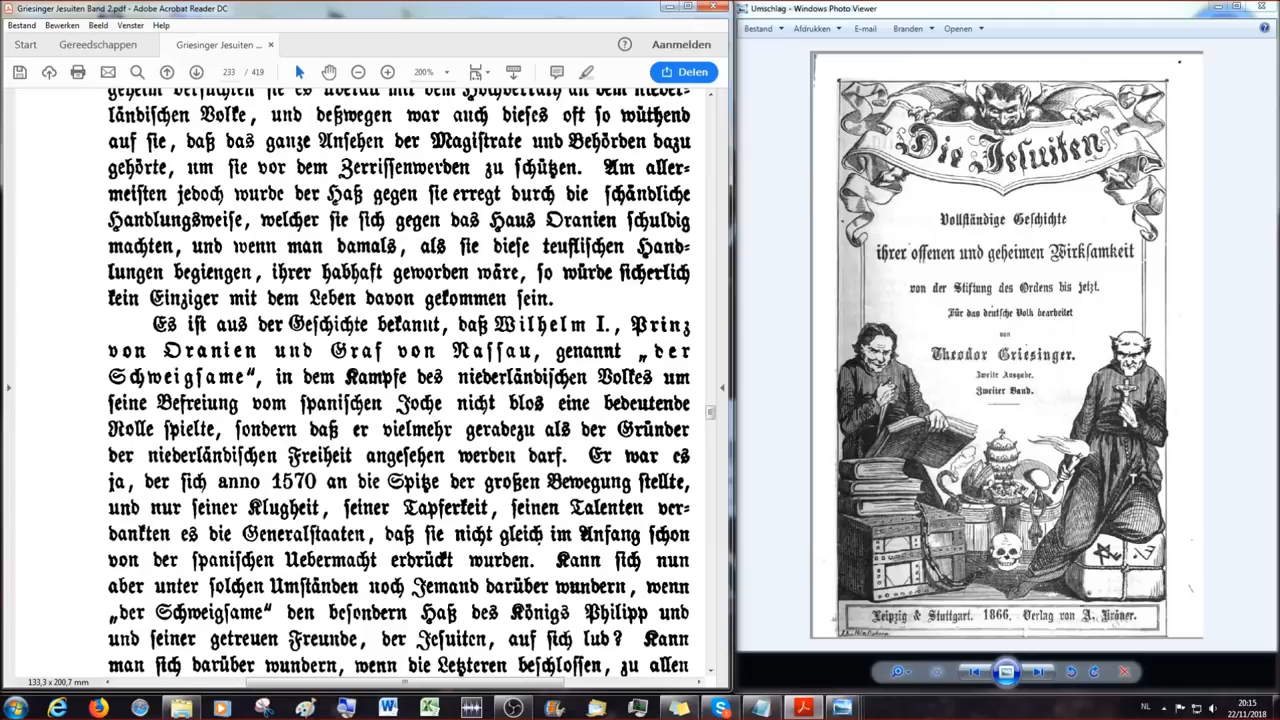 Griesinger Jesuiten Band 2.pdf - Adobe Acrobat Reader DC
Bestand Bewerken Beeld Venster Help
Start Gereedschappen Griesinger Jesuiten ... × Aanmelden
233 / 419 200% Delen
geheim versuchten sie es überall mit dem Hochverrath an dem nieder-
ländischen Volke, und deßwegen war auch dieses oft so wüthend
auf sie, daß das ganze Ansehen der Magistrate und Behörden dazu
gehörte, um sie vor dem Zerrissenwerden zu schützen. Am aller-
meisten jedoch wurde der Haß gegen sie erregt durch die schändliche
Handlungsweise, welcher sie sich gegen das Haus Oranien schuldig
machten, und wenn man damals, als sie diese teuflischen Hand-
lungen begiengen, ihrer habhaft geworden wäre, so würde sicherlich
kein Einziger mit dem Leben davon gekommen sein.
Es ist aus der Geschichte bekannt, daß Wilhelm I., Prinz
von Oranien und Graf von Nassau, genannt „der
Schweigsame“, in dem Kampfe des niederländischen Volkes um
seine Befreiung vom spanischen Joche nicht blos eine bedeutende
Rolle spielte, sondern daß er vielmehr geradezu als der Gründer
der niederländischen Freiheit angesehen werden darf. Er war es
ja, der sich anno 1570 an die Spitze der großen Bewegung stellte,
und nur seiner Klugheit, seiner Tapferkeit, seinen Talenten ver-
dankten es die Generalstaaten, daß sie nicht gleich im Anfang schon
von der spanischen Uebermacht erdrückt wurden. Kann sich nun
aber unter solchen Umständen noch Jemand darüber wundern, wenn
„der Schweigsame“ den besondern Haß des Königs Philipp und
und seiner getreuen Freunde, der Jesuiten, auf sich lud? Kann
man sich darüber wundern, wenn die Letzteren beschlossen, zu allen
133,3 x 200,7 mm
Umschlag - Windows Photo Viewer
Bestand Afdrukken E-mail Branden Openen
Die Jesuiten
Vollständige Geschichte
ihrer offenen und geheimen Wirksamkeit
von der Stiftung des Ordens bis jetzt.
Für das deutsche Volk bearbeitet
von
Theodor Griesinger.
Zweite Ausgabe.
Zweiter Band.
Leipzig & Stuttgart. 1866. Verlag von A. Kröner.
NL 20:15
22/11/2018